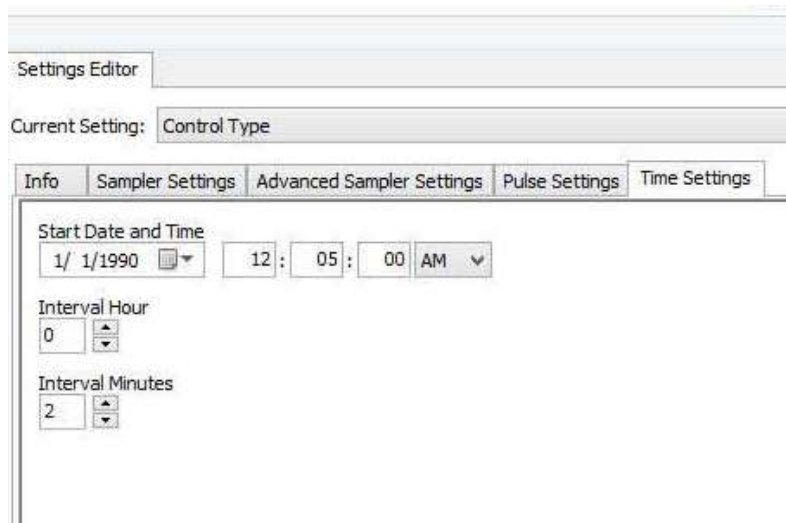 Settings Editor
Current Setting: Control Type
Info Sampler Settings Advanced Sampler Settings Pulse Settings Time Settings
Start Date and Time
1/ 1/1990 12 : 05 : 00 AM
Interval Hour
0
Interval Minutes
2